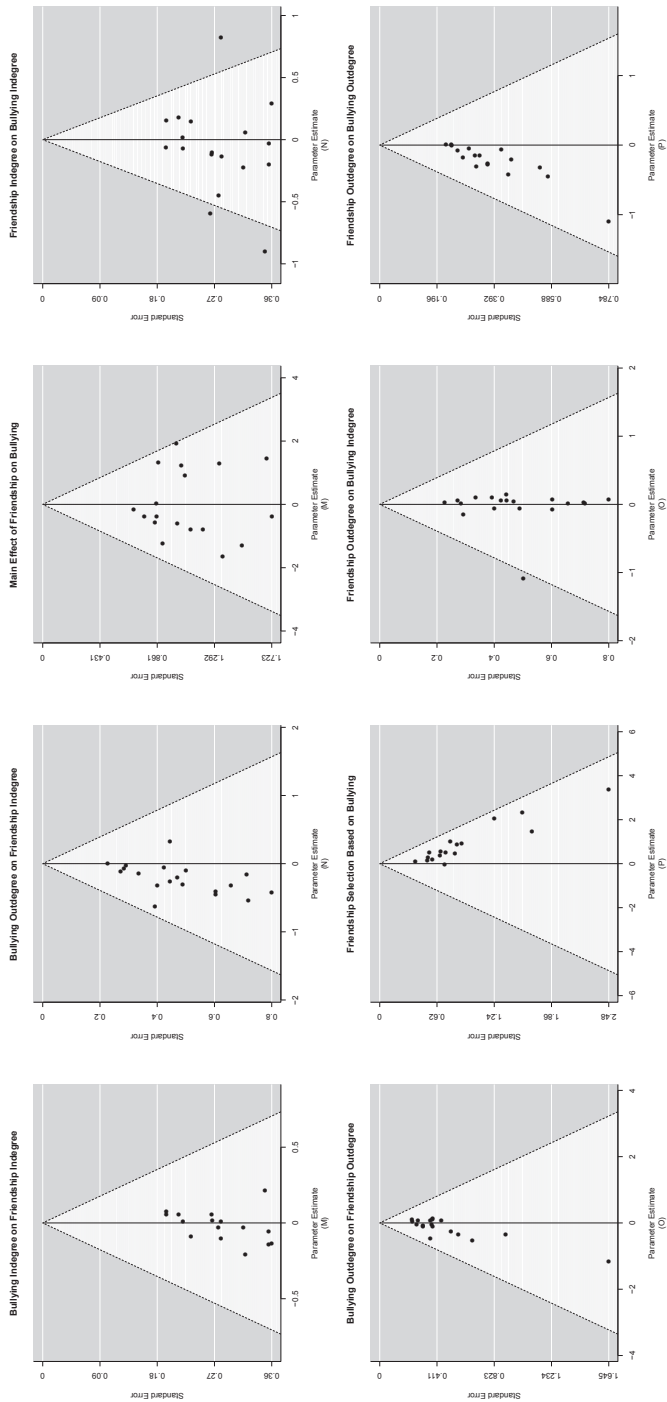 Bullying Indegree on Friendship Indegree
Standard Error
0
0.09
0.18
0.27
0.36
-0.5
0
0.5
Parameter Estimate
(M)
Bullying Outdegree on Friendship Indegree
Standard Error
0
0.2
0.4
0.6
0.8
-2
-1
0
1
2
Parameter Estimate
(N)
Main Effect of Friendship on Bullying
Standard Error
0
0.431
0.861
1.292
1.723
-4
-2
0
2
4
Parameter Estimate
(M)
Friendship Indegree on Bullying Indegree
Standard Error
0
0.09
0.18
0.27
0.36
-1
-0.5
0
0.5
1
Parameter Estimate
(N)
Bullying Outdegree on Friendship Outdegree
Standard Error
0
0.411
0.823
1.234
1.645
-4
-2
0
2
4
Parameter Estimate
(O)
Friendship Selection Based on Bullying
Standard Error
0
0.62
1.24
1.86
2.48
-6
-4
-2
0
2
4
6
Parameter Estimate
(P)
Friendship Outdegree on Bullying Indegree
Standard Error
0
0.2
0.4
0.6
0.8
-2
-1
0
1
2
Parameter Estimate
(O)
Friendship Outdegree on Bullying Outdegree
Standard Error
0
0.196
0.392
0.588
0.784
-1
0
1
Parameter Estimate
(P)